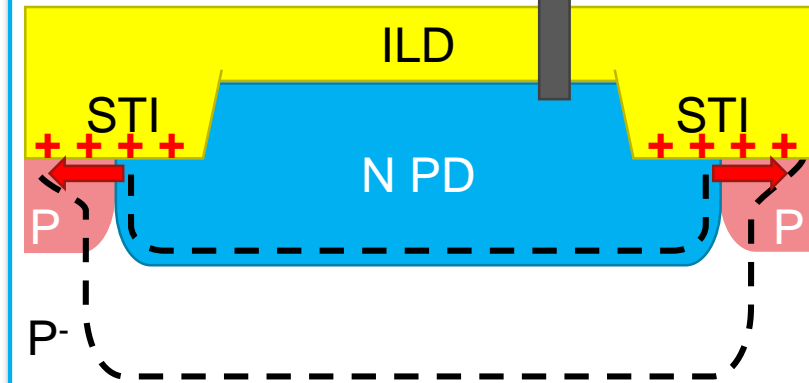 ILD
STI
STI
+ + + +
+ + + +
N PD
P
P
P-